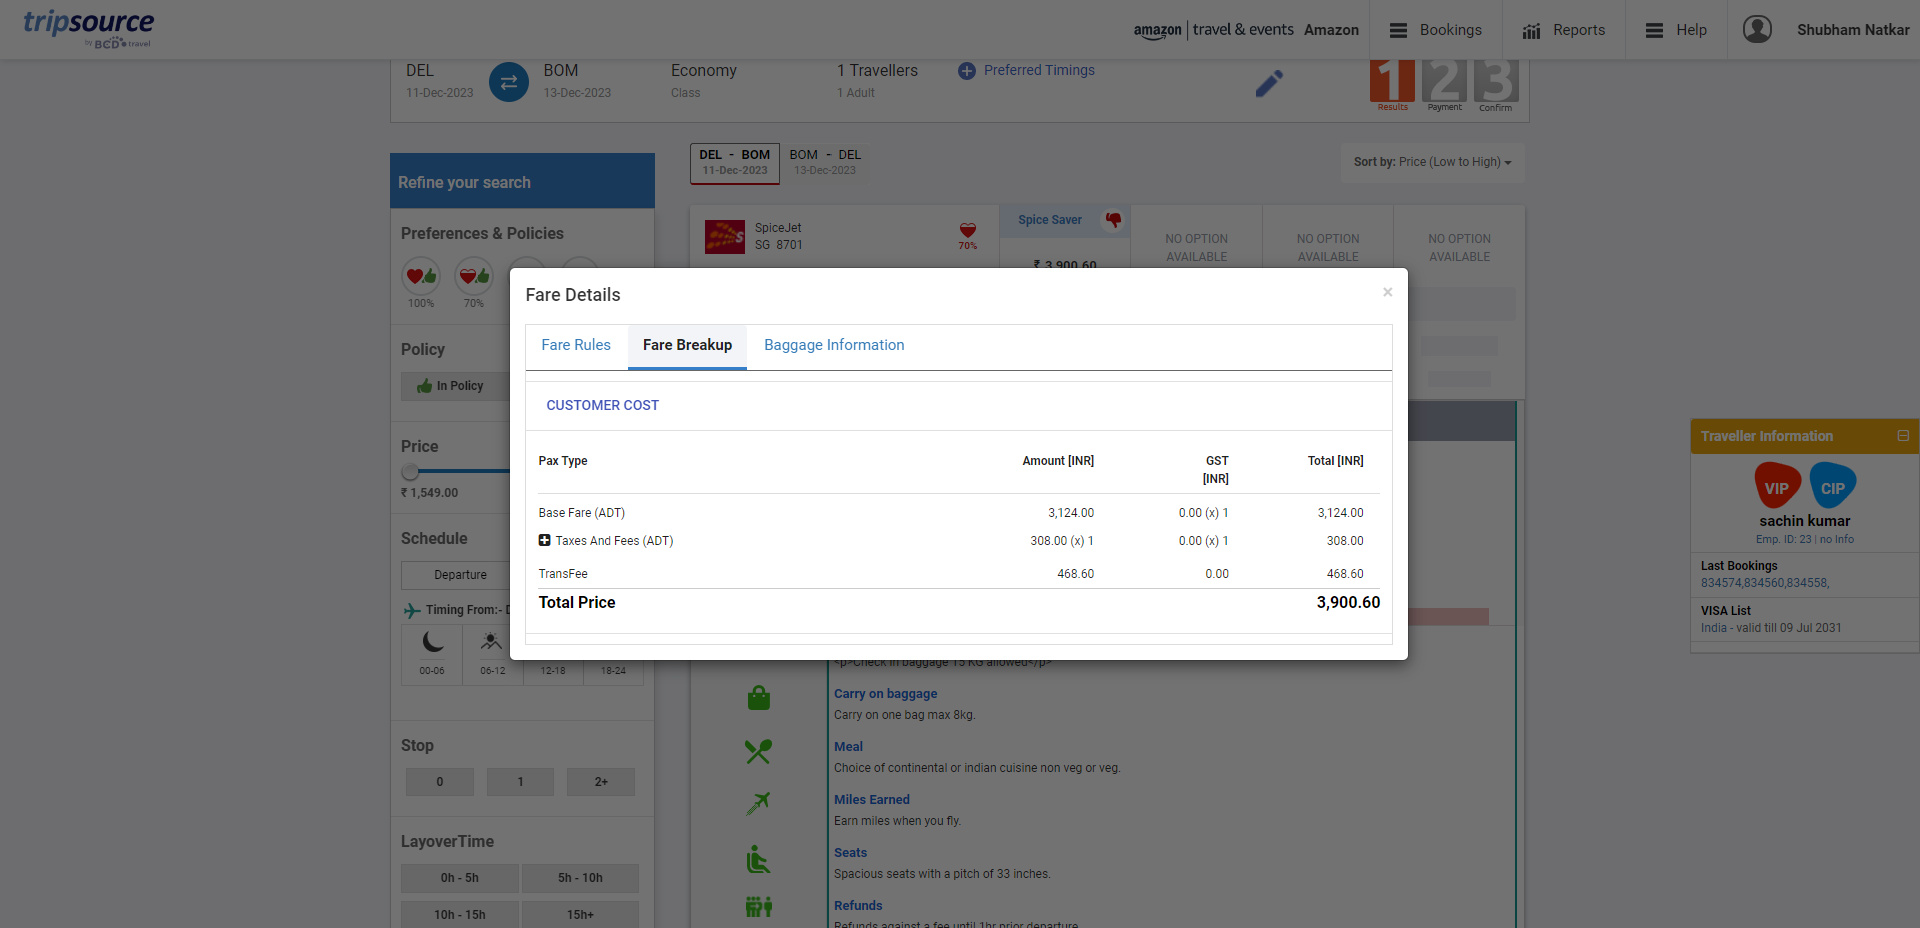 tripsource
by BCD travel
amazon | travel & events Amazon
Bookings
Reports
Help
Shubham Natkar
DEL
11-Dec-2023
BOM
13-Dec-2023
Economy
Class
1 Travellers
1 Adult
Preferred Timings
1 2 3
Results Payment Confirm
DEL - BOM
11-Dec-2023
BOM - DEL
13-Dec-2023
Sort by: Price (Low to High)
Refine your search
Preferences & Policies
100% 70%
Policy
In Policy
Price
₹ 1,549.00
Schedule
Departure
Timing From:-
00-06 06-12 12-18 18-24
Stop
0 1 2+
LayoverTime
0h - 5h 5h - 10h
10h - 15h 15h+
SpiceJet
SG 8701
70%
Spice Saver
₹ 3,900.60
NO OPTION
AVAILABLE
NO OPTION
AVAILABLE
NO OPTION
AVAILABLE
Fare Details
×
Fare Rules Fare Breakup Baggage Information
CUSTOMER COST
Pax Type Amount [INR] GST [INR] Total [INR]
Base Fare (ADT) 3,124.00 0.00 (x) 1 3,124.00
Taxes And Fees (ADT) 308.00 (x) 1 0.00 (x) 1 308.00
TransFee 468.60 0.00 468.60
Total Price 3,900.60
<p>Check in baggage 15 KG allowed</p>
Carry on baggage
Carry on one bag max 8kg.
Meal
Choice of continental or indian cuisine non veg or veg.
Miles Earned
Earn miles when you fly.
Seats
Spacious seats with a pitch of 33 inches.
Refunds
Refunds against a fee until 1hr prior departure
Traveller Information
VIP CIP
sachin kumar
Emp. ID: 23 | no Info
Last Bookings
834574,834560,834558,
VISA List
India - valid till 09 Jul 2031